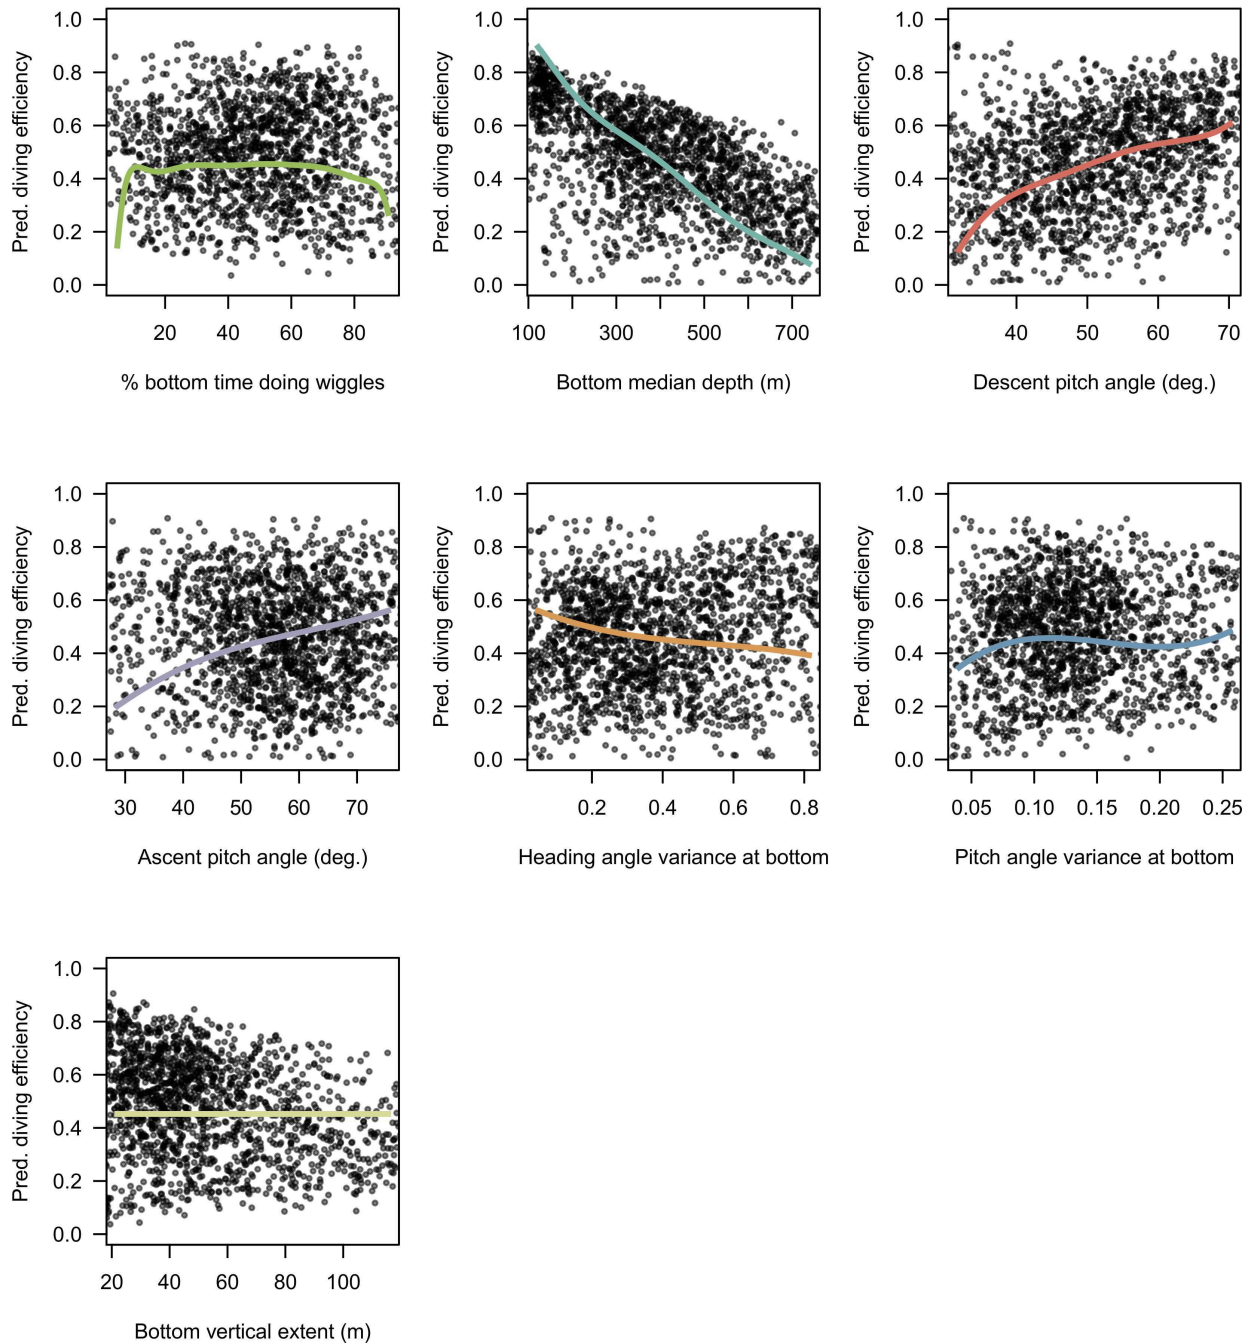 1.0
0.8
0.6
0.4
0.2
0.0
Pred. diving efficiency
20 40 60 80
% bottom time doing wiggles
1.0
0.8
0.6
0.4
0.2
0.0
Pred. diving efficiency
100 300 500 700
Bottom median depth (m)
1.0
0.8
0.6
0.4
0.2
0.0
Pred. diving efficiency
40 50 60 70
Descent pitch angle (deg.)
1.0
0.8
0.6
0.4
0.2
0.0
Pred. diving efficiency
30 40 50 60 70
Ascent pitch angle (deg.)
1.0
0.8
0.6
0.4
0.2
0.0
Pred. diving efficiency
0.2 0.4 0.6 0.8
Heading angle variance at bottom
1.0
0.8
0.6
0.4
0.2
0.0
Pred. diving efficiency
0.05 0.10 0.15 0.20 0.25
Pitch angle variance at bottom
1.0
0.8
0.6
0.4
0.2
0.0
Pred. diving efficiency
20 40 60 80 100
Bottom vertical extent (m)